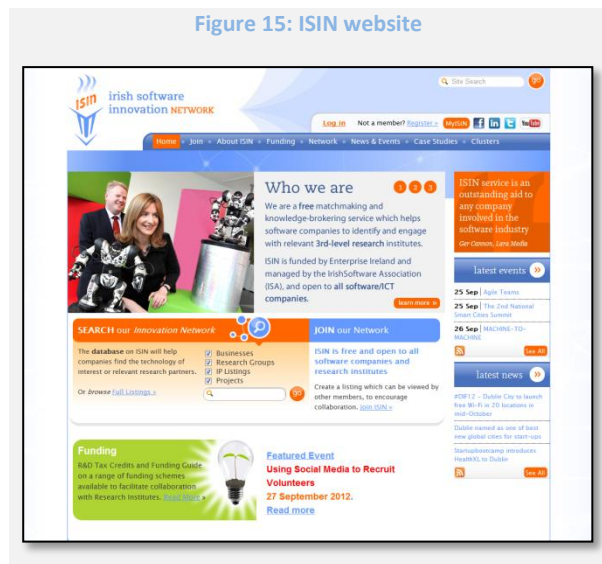 Figure 15: ISIN website
Site Search
go
ISIN
irish software
innovation NETWORK
Log in Not a member? Register » MyISIN
Home Join About ISIN Funding Network News & Events Case Studies Clusters
Who we are
1 2 3
We are a free matchmaking and
knowledge-brokering service which helps
software companies to identify and engage
with relevant 3rd-level research institutes.
ISIN is funded by Enterprise Ireland and
managed by the IrishSoftware Association
(ISA), and open to all software/ICT
companies.
learn more »
ISIN service is an
outstanding aid to
any company
involved in the
software industry
Ger Cannon, Lara Media
latest events »
25 Sep | Agile Teams
25 Sep | The 2nd National
Smart Cities Summit
26 Sep | MACHINE-TO-
MACHINE
See All
SEARCH our Innovation Network
The database on ISIN will help
companies find the technology of
interest or relevant research partners.
Or browse Full Listings »
Businesses
Research Groups
IP Listings
Projects
go
JOIN our Network
ISIN is free and open to all
software companies and
research institutes
Create a listing which can be viewed by
other members, to encourage
collaboration. Join ISIN »
latest news »
#DIF12 - Dublin City to launch
free Wi-Fi in 20 locations in
mid-October
Dublin named as one of best
new global cities for start-ups
Startupbootcamp introduces
HealthXL to Dublin
See All
Funding
R&D Tax Credits and Funding Guide
on a range of funding schemes
available to facilitate collaboration
with Research Institutes. Read More »
Featured Event
Using Social Media to Recruit
Volunteers
27 September 2012.
Read more